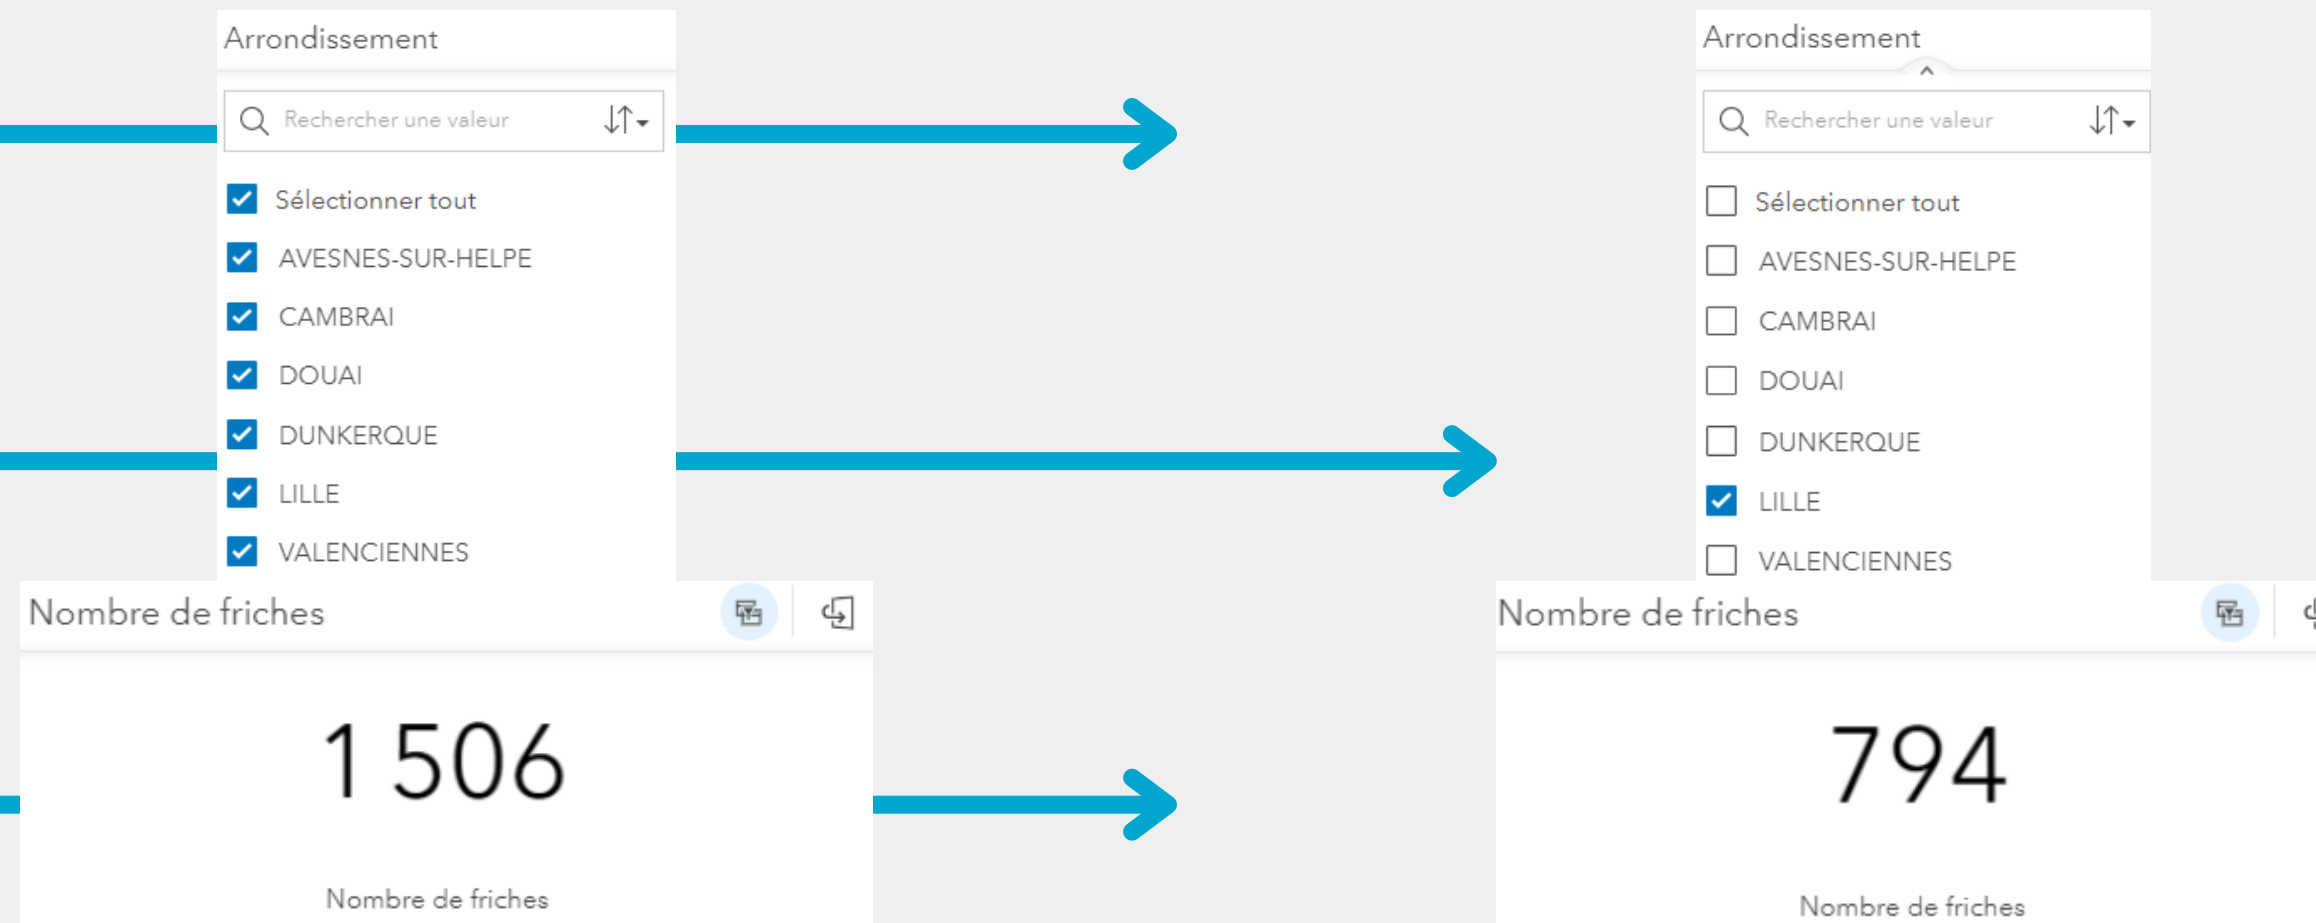 Arrondissement
Rechercher une valeur
Sélectionner tout
AVESNES-SUR-HELPE
CAMBRAI
DOUAI
DUNKERQUE
LILLE
VALENCIENNES
Nombre de friches
1 506
Nombre de friches
Arrondissement
Rechercher une valeur
Sélectionner tout
AVESNES-SUR-HELPE
CAMBRAI
DOUAI
DUNKERQUE
LILLE
VALENCIENNES
Nombre de friches
794
Nombre de friches